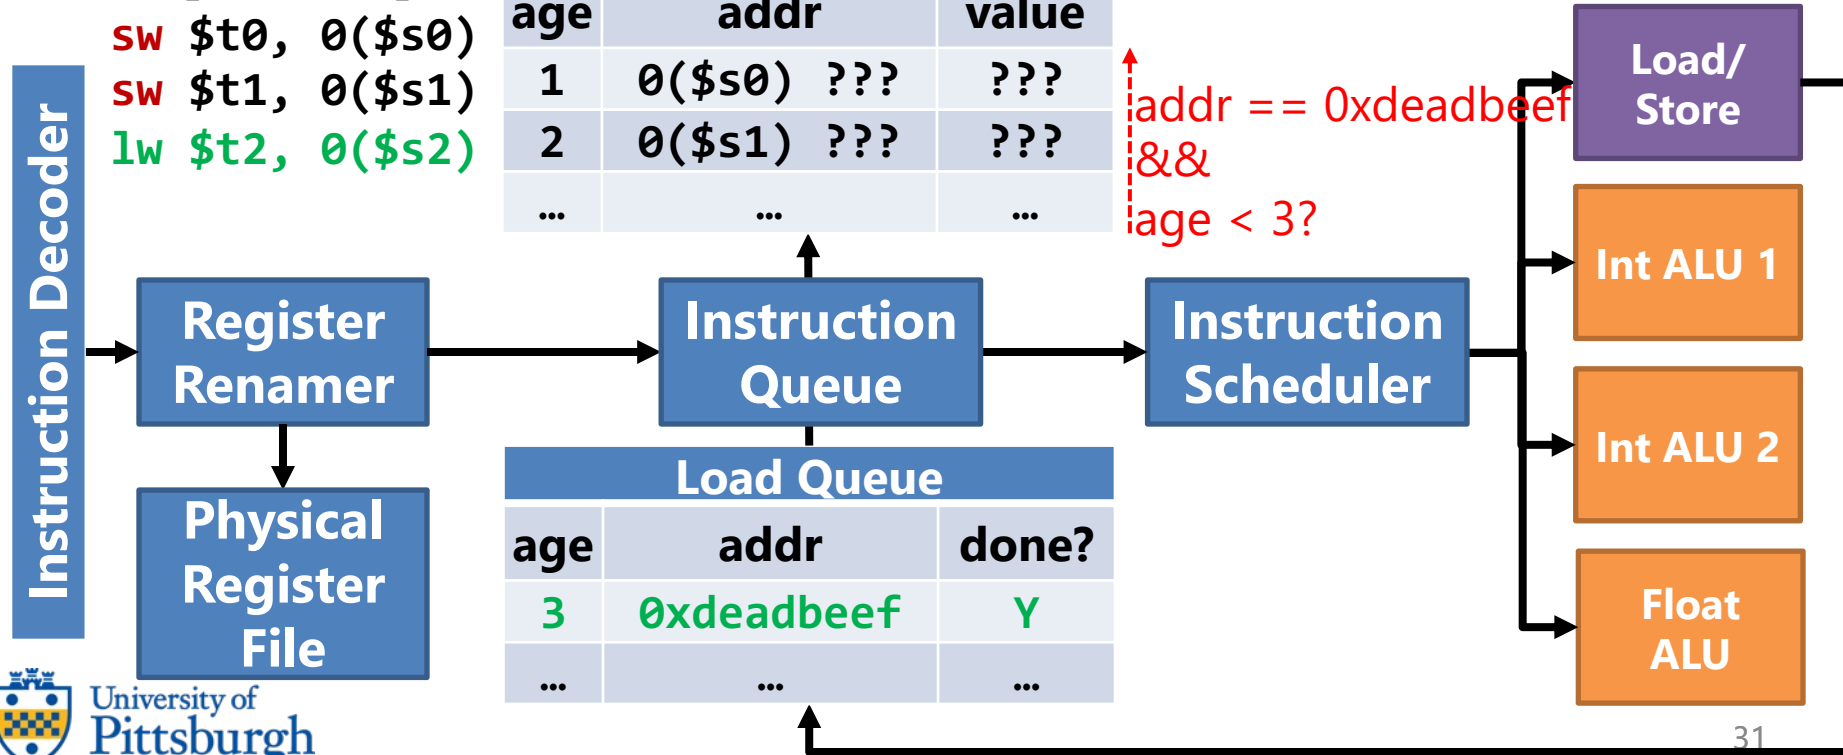 sw $t0, 0($s0)
sw $t1, 0($s1)
lw $t2, 0($s2)
age addr value
1 0($s0) ??? ???
2 0($s1) ??? ???
... ... ...
addr == 0xdeadbeef
&&
age < 3?
Instruction Decoder
Register
Renamer
Physical
Register
File
Instruction
Queue
Load Queue
age addr done?
3 0xdeadbeef Y
... ... ...
Instruction
Scheduler
Load/
Store
Int ALU 1
Int ALU 2
Float
ALU
University of
Pittsburgh
31